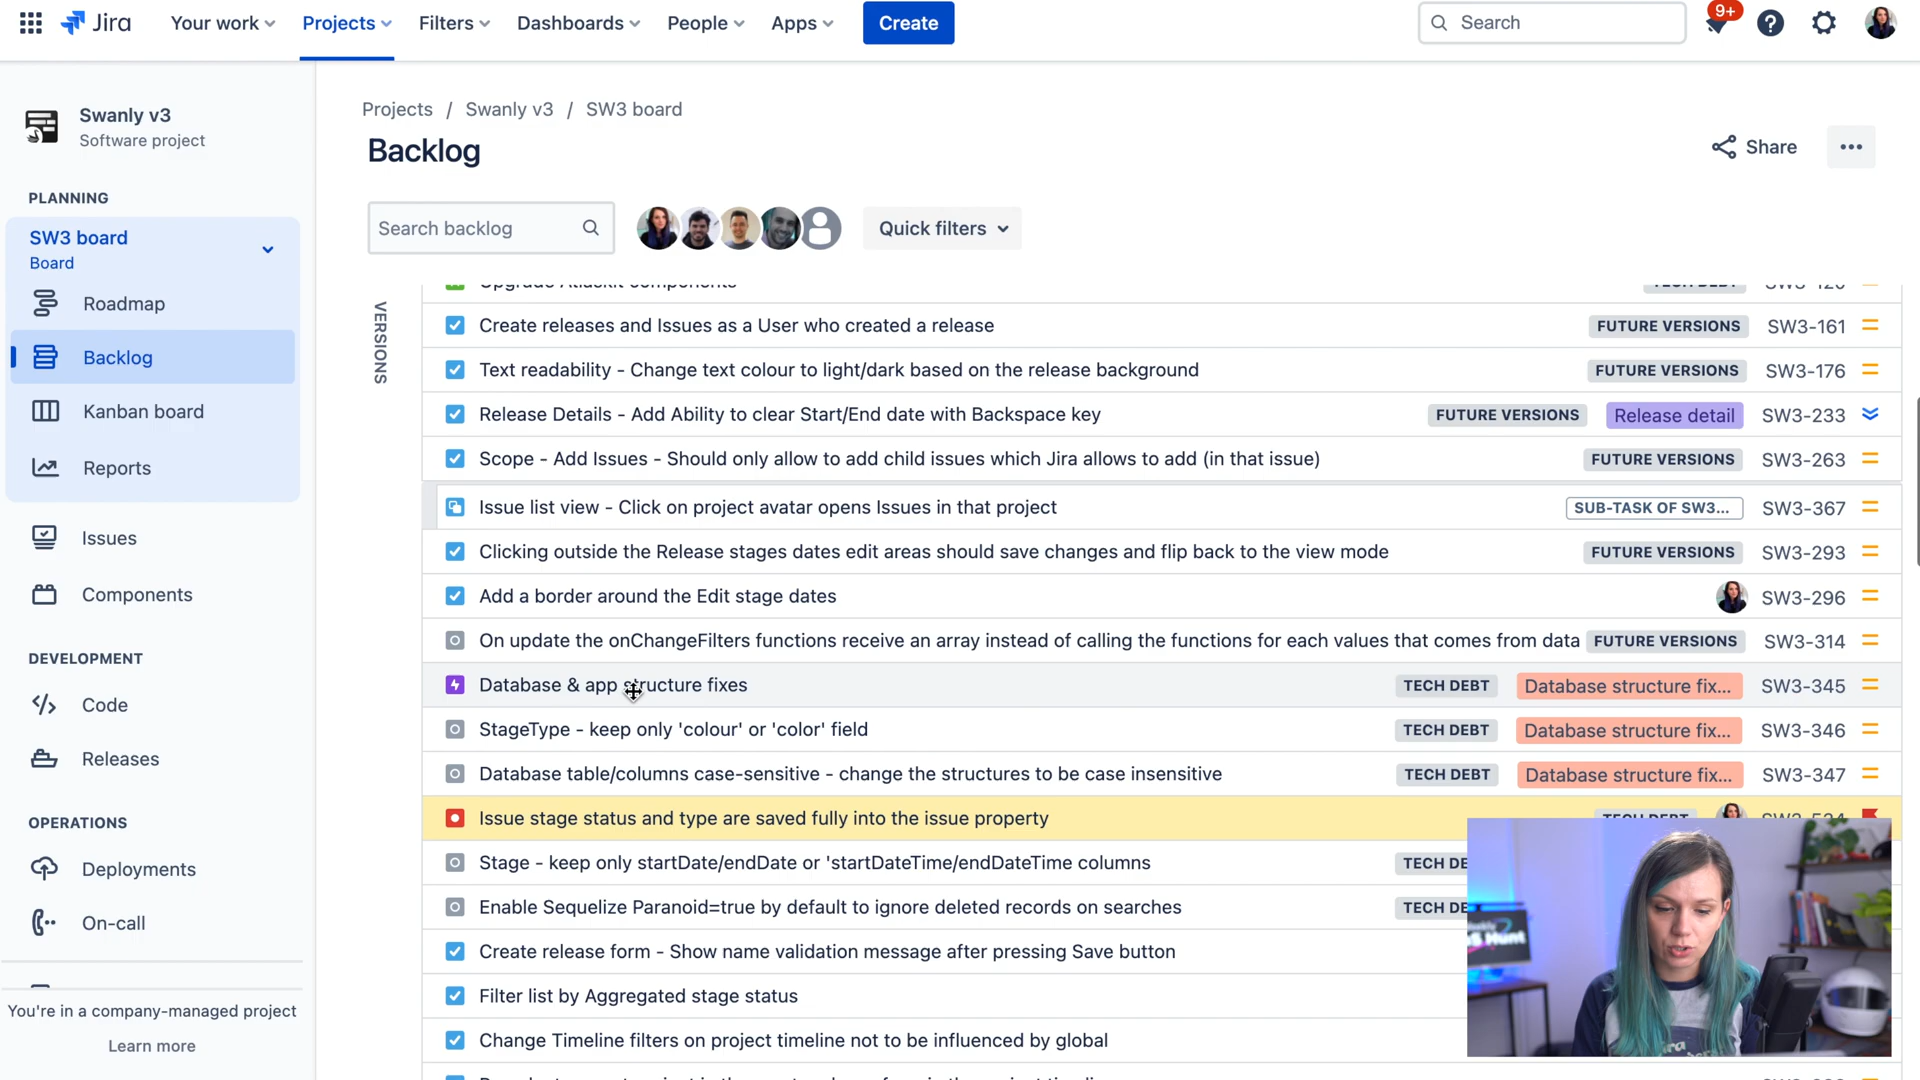 Jira
Your work
Projects
Filters
Dashboards
People
Apps
Create
Search
9+
Swanly v3
Software project
PLANNING
SW3 board
Board
Roadmap
Backlog
Kanban board
Reports
Issues
Components
DEVELOPMENT
Code
Releases
OPERATIONS
Deployments
On-call
You're in a company-managed project
Learn more
Projects / Swanly v3 / SW3 board
Backlog
Share
Search backlog
Quick filters
VERSIONS
Upgrade Atlaskit components TECH DEBT
Create releases and Issues as a User who created a release FUTURE VERSIONS SW3-161
Text readability - Change text colour to light/dark based on the release background FUTURE VERSIONS SW3-176
Release Details - Add Ability to clear Start/End date with Backspace key FUTURE VERSIONS Release detail SW3-233
Scope - Add Issues - Should only allow to add child issues which Jira allows to add (in that issue) FUTURE VERSIONS SW3-263
Issue list view - Click on project avatar opens Issues in that project SUB-TASK OF SW3... SW3-367
Clicking outside the Release stages dates edit areas should save changes and flip back to the view mode FUTURE VERSIONS SW3-293
Add a border around the Edit stage dates SW3-296
On update the onChangeFilters functions receive an array instead of calling the functions for each values that comes from data FUTURE VERSIONS SW3-314
Database & app structure fixes TECH DEBT Database structure fix... SW3-345
StageType - keep only 'colour' or 'color' field TECH DEBT Database structure fix... SW3-346
Database table/columns case-sensitive - change the structures to be case insensitive TECH DEBT Database structure fix... SW3-347
Issue stage status and type are saved fully into the issue property TECH DEBT
Stage - keep only startDate/endDate or 'startDateTime/endDateTime columns TECH DE
Enable Sequelize Paranoid=true by default to ignore deleted records on searches TECH DE
Create release form - Show name validation message after pressing Save button
Filter list by Aggregated stage status
Change Timeline filters on project timeline not to be influenced by global
Hunt